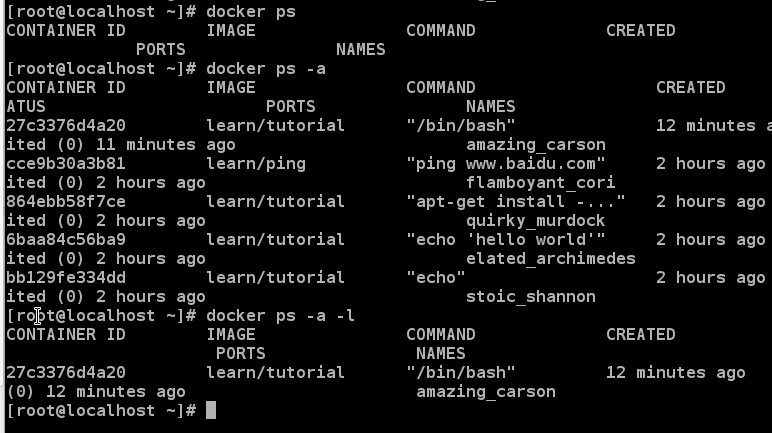 [root@localhost ~]# docker ps
CONTAINER ID        IMAGE               COMMAND             CREATED
             PORTS               NAMES
[root@localhost ~]# docker ps -a
CONTAINER ID        IMAGE               COMMAND                  CREATED
ATUS                      PORTS               NAMES
27c3376d4a20        learn/tutorial      "/bin/bash"              12 minutes a
ited (0) 11 minutes ago                       amazing_carson
cce9b30a3b81        learn/ping          "ping www.baidu.com"     2 hours ago
ited (0) 2 hours ago                          flamboyant_cori
864ebb58f7ce        learn/tutorial      "apt-get install -..."   2 hours ago
ited (0) 2 hours ago                          quirky_murdock
6baa84c56ba9        learn/tutorial      "echo 'hello world'"     2 hours ago
ited (0) 2 hours ago                          elated_archimedes
bb129fe334dd        learn/tutorial      "echo"                   2 hours ago
ited (0) 2 hours ago                          stoic_shannon
[root@localhost ~]# docker ps -a -l
CONTAINER ID        IMAGE               COMMAND             CREATED
                     PORTS               NAMES
27c3376d4a20        learn/tutorial      "/bin/bash"         12 minutes ago
(0) 12 minutes ago                       amazing_carson
[root@localhost ~]#